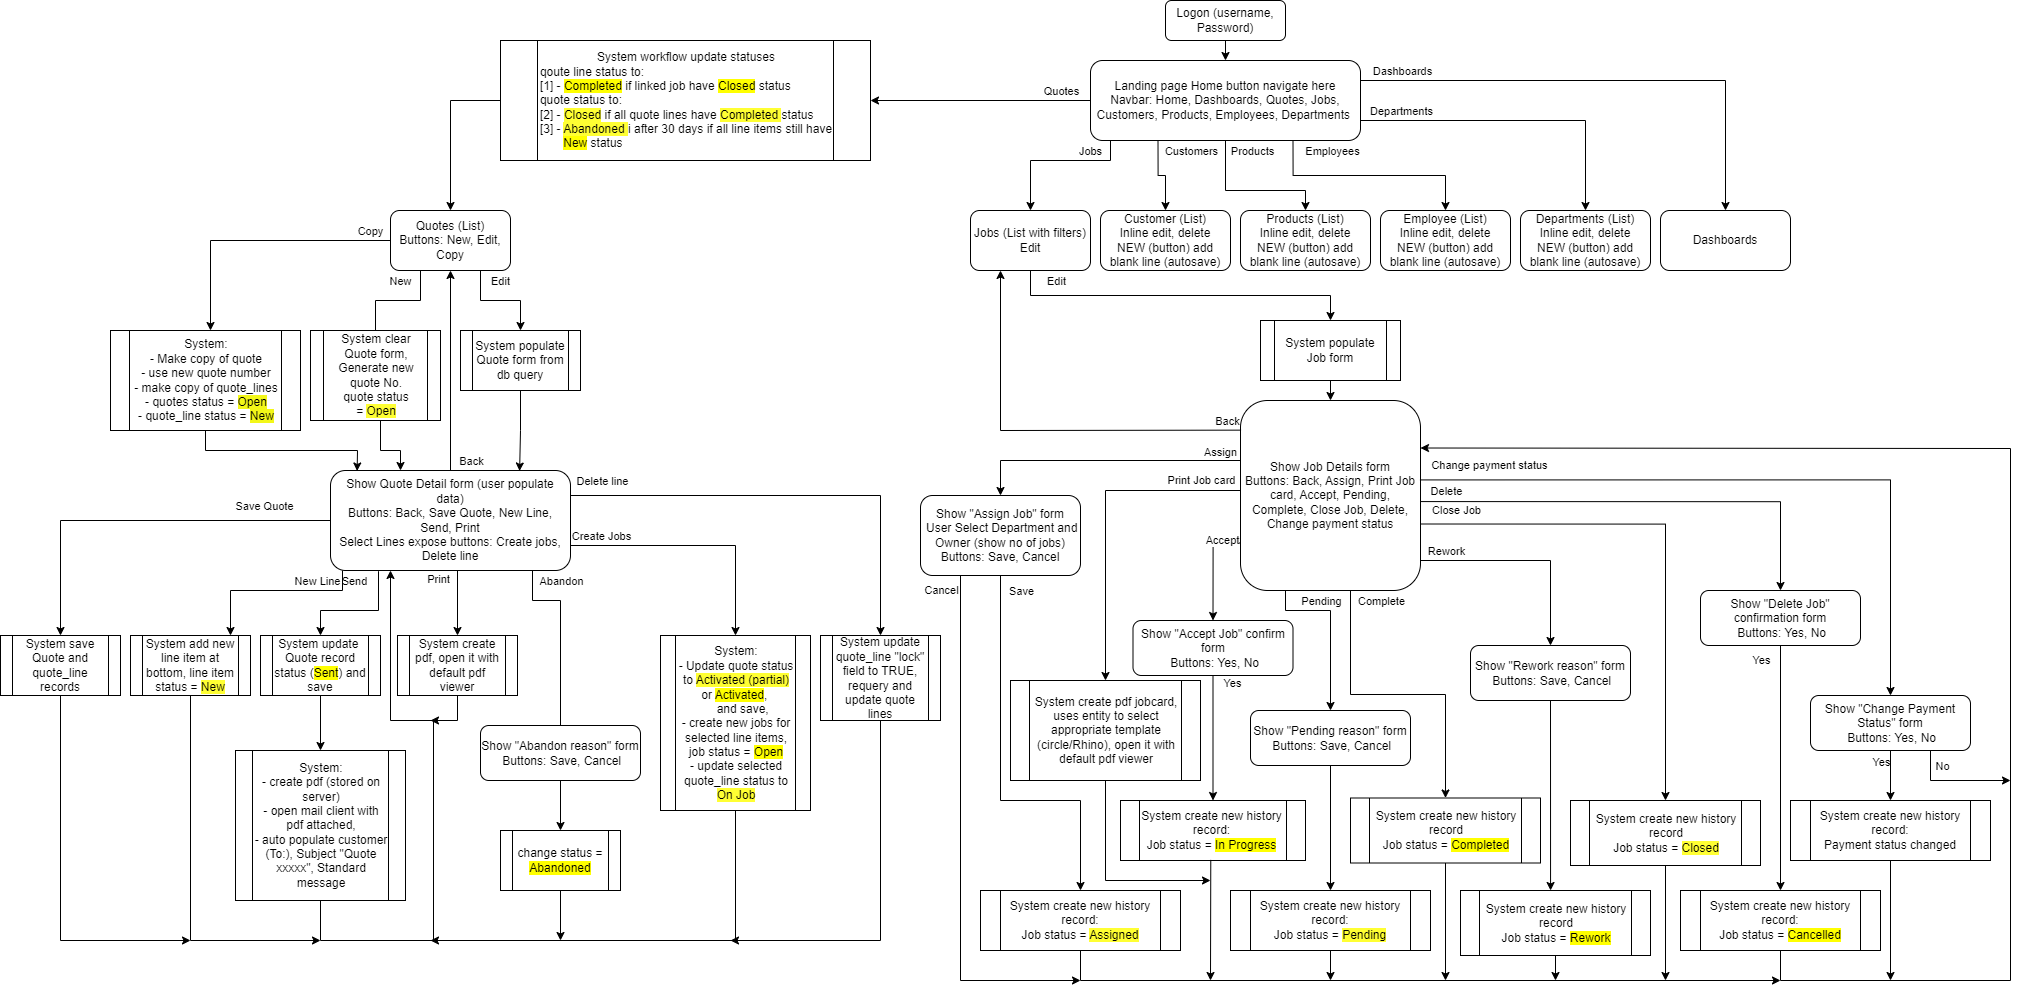 Logon (username,
Password)
System workflow update statuses
qoute line status to:
[1] - Completed if linked job have Closed status
quote status to:
[2] - Closed if all quote lines have Completed status
[3] - Abandoned i after 30 days if all line items still have
New status
Quotes
Landing page Home button navigate here
Navbar: Home, Dashboards, Quotes, Jobs,
Customers, Products, Employees, Departments
Dashboards
Departments
Jobs
Customers
Products
Employees
Quotes (List)
Buttons: New, Edit,
Copy
Copy
New
Edit
Jobs (List with filters)
Edit
Customer (List)
Inline edit, delete
NEW (button) add
blank line (autosave)
Products (List)
Inline edit, delete
NEW (button) add
blank line (autosave)
Employee (List)
Inline edit, delete
NEW (button) add
blank line (autosave)
Departments (List)
Inline edit, delete
NEW (button) add
blank line (autosave)
Dashboards
Edit
System:
- Make copy of quote
- use new quote number
- make copy of quote_lines
- quotes status = Open
- quote_line status = New
System clear
Quote form,
Generate new
quote No.
quote status
= Open
System populate
Quote form from
db query
System populate
Job form
Back
Show Quote Detail form (user populate
data)
Buttons: Back, Save Quote, New Line,
Send, Print
Select Lines expose buttons: Create jobs,
Delete line
Save Quote
Delete line
Create Jobs
New Line
Send
Print
Abandon
System save
Quote and
quote_line
records
System add new
line item at
bottom, line item
status = New
System update
Quote record
status (Sent) and
save
System create
pdf, open it with
default pdf
viewer
System:
- create pdf (stored on
server)
- open mail client with
pdf attached,
- auto populate customer
(To:), Subject "Quote
xxxxx", Standard
message
Show "Abandon reason" form
Buttons: Save, Cancel
change status =
Abandoned
System:
- Update quote status
to Activated (partial)
or Activated,
and save,
- create new jobs for
selected line items,
job status = Open
- update selected
quote_line status to
On Job
System update
quote_line "lock"
field to TRUE,
requery and
update quote
lines
Back
Assign
Print Job card
Accept
Show Job Details form
Buttons: Back, Assign, Print Job
card, Accept, Pending,
Complete, Close Job, Delete,
Change payment status
Change payment status
Delete
Close Job
Rework
Pending
Complete
Show "Assign Job" form
User Select Department and
Owner (show no of jobs)
Buttons: Save, Cancel
Cancel
Save
Show "Accept Job" confirm
form
Buttons: Yes, No
Yes
System create pdf jobcard,
uses entity to select
appropriate template
(circle/Rhino), open it with
default pdf viewer
Show "Pending reason" form
Buttons: Save, Cancel
Show "Rework reason" form
Buttons: Save, Cancel
Show "Delete Job"
confirmation form
Buttons: Yes, No
Yes
Show "Change Payment
Status" form
Buttons: Yes, No
Yes
No
System create new history
record:
Job status = In Progress
System create new history
record
Job status = Completed
System create new history
record
Job status = Closed
System create new history
record:
Payment status changed
System create new history
record:
Job status = Assigned
System create new history
record:
Job status = Pending
System create new history
record
Job status = Rework
System create new history
record:
Job status = Cancelled